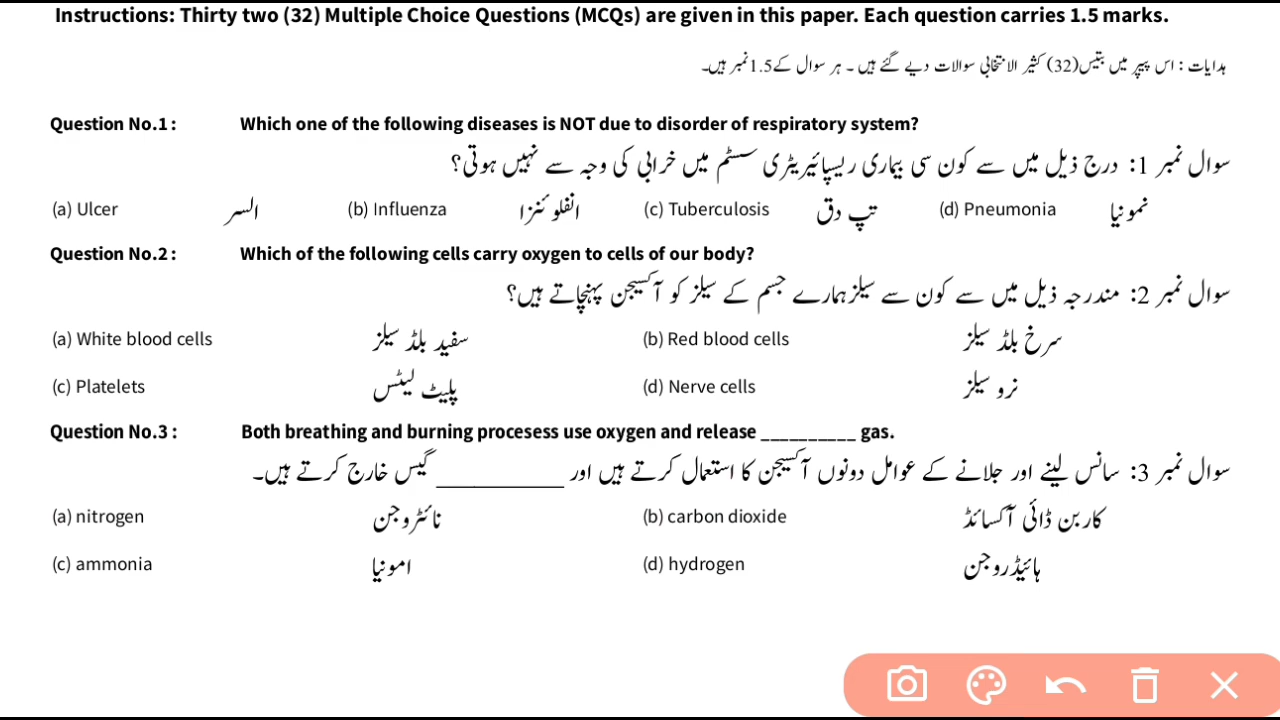 Instructions: Thirty two (32) Multiple Choice Questions (MCQs) are given in this paper. Each question carries 1.5 marks.
ہدایات : اس پیپر میں بتیس(32) کثیر الانتخابی سوالات دیے گئے ہیں ۔ ہر سوال کے1.5نمبر ہیں۔
Question No.1 : Which one of the following diseases is NOT due to disorder of respiratory system?
سوال نمبر 1: درج ذیل میں سے کون سی بیماری ریسپائیریٹری سسٹم میں خرابی کی وجہ سے نہیں ہوتی؟
(a) Ulcer السر (b) Influenza انفلوئنزا (c) Tuberculosis تپ دق (d) Pneumonia نمونیا
Question No.2 : Which of the following cells carry oxygen to cells of our body?
سوال نمبر 2: مندرجہ ذیل میں سے کون سے سیلزہمارے جسم کے سیلز کو آکسیجن پہنچاتے ہیں؟
(a) White blood cells سفید بلڈ سیلز (b) Red blood cells سرخ بلڈ سیلز
(c) Platelets پلیٹ لیٹس (d) Nerve cells نرو سیلز
Question No.3 : Both breathing and burning procesess use oxygen and release __________ gas.
سوال نمبر 3: سانس لینے اور جلانے کے عوامل دونوں آکسیجن کا استعمال کرتے ہیں اور __________ گیس خارج کرتے ہیں۔
(a) nitrogen نائٹروجن (b) carbon dioxide کاربن ڈائی آکسائڈ
(c) ammonia امونیا (d) hydrogen ہائیڈروجن